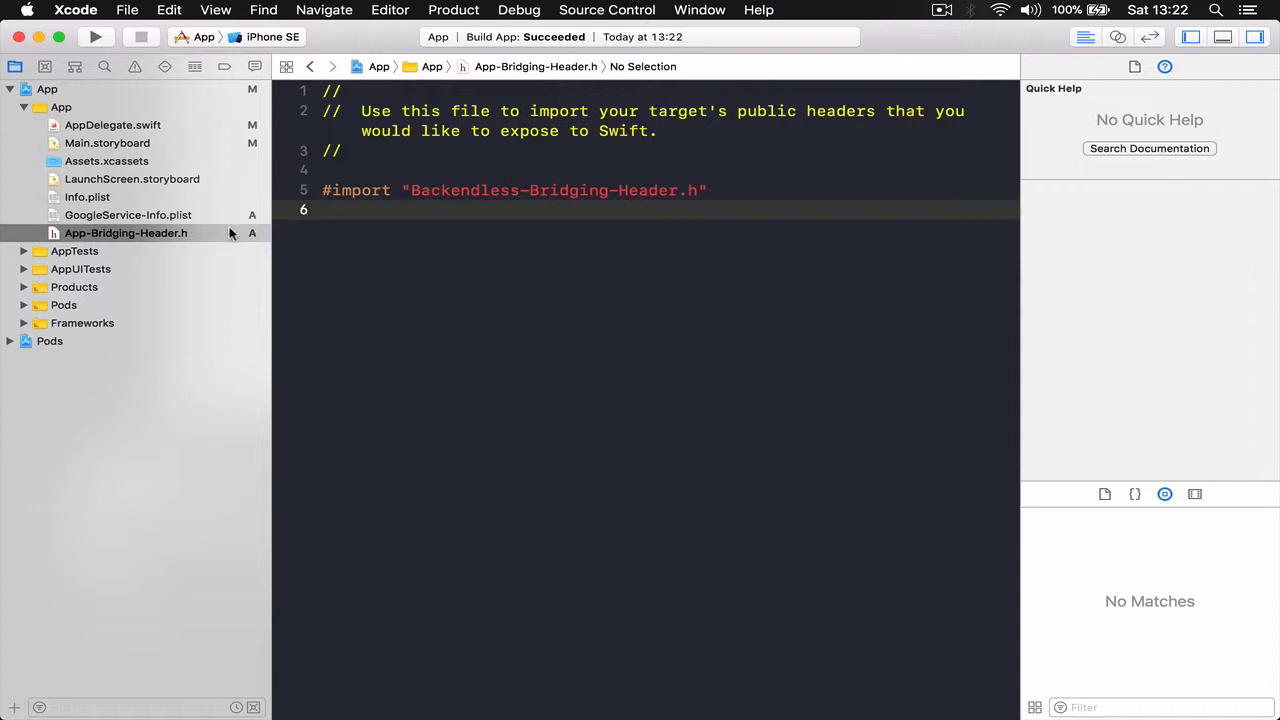 Xcode File Edit View Find Navigate Editor Product Debug Source Control Window Help 100% Sat 13:22
App iPhone SE App Build App: Succeeded Today at 13:22
App App App-Bridging-Header.h No Selection
App M
App
AppDelegate.swift M
Main.storyboard M
Assets.xcassets
LaunchScreen.storyboard
Info.plist
GoogleService-Info.plist A
App-Bridging-Header.h A
AppTests
AppUITests
Products
Pods
Frameworks
Pods
1 //
2 // Use this file to import your target's public headers that you
would like to expose to Swift.
3 //
4
5 #import "Backendless-Bridging-Header.h"
6
Quick Help
No Quick Help
Search Documentation
No Matches
Filter